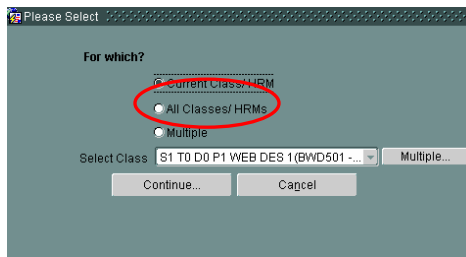 Please Select
For which?
Current Class/ HRM
All Classes/ HRMs
Multiple
Select Class S1 T0 D0 P1 WEB DES 1(BWD501 -... Multiple...
Continue... Cancel